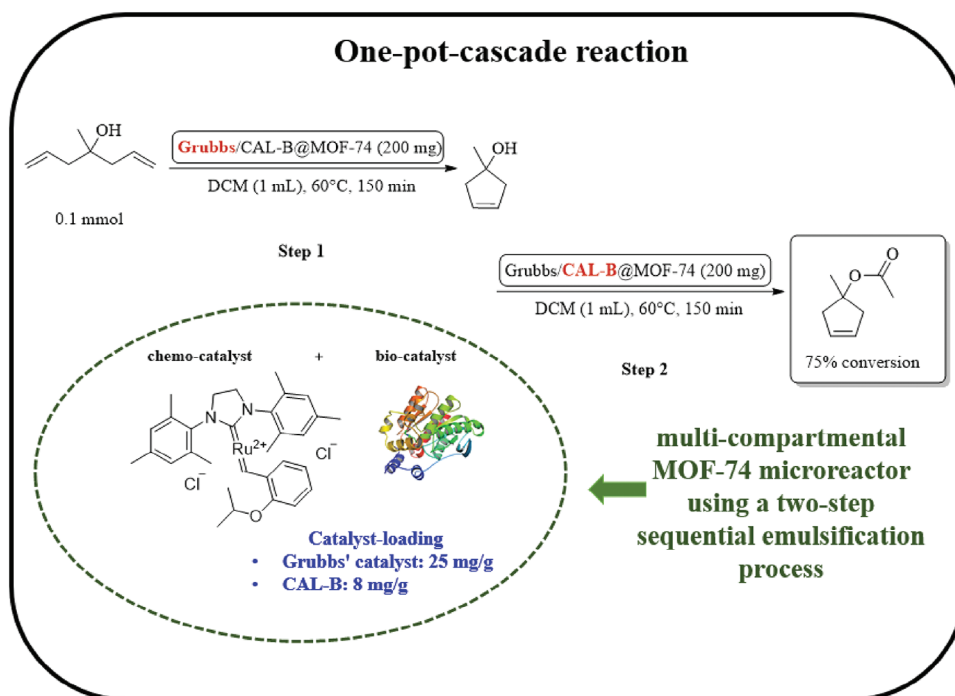 One-pot-cascade reaction
OH
Grubbs/CAL-B@MOF-74 (200 mg)
DCM (1 mL), 60°C, 150 min
OH
0.1 mmol
Step 1
Grubbs/CAL-B@MOF-74 (200 mg)
DCM (1 mL), 60°C, 150 min
O
O
75% conversion
Step 2
chemo-catalyst + bio-catalyst
N
N
Ru2+
Cl−
Cl−
O
Catalyst-loading
• Grubbs' catalyst: 25 mg/g
• CAL-B: 8 mg/g
multi-compartmental
MOF-74 microreactor
using a two-step
sequential emulsification
process